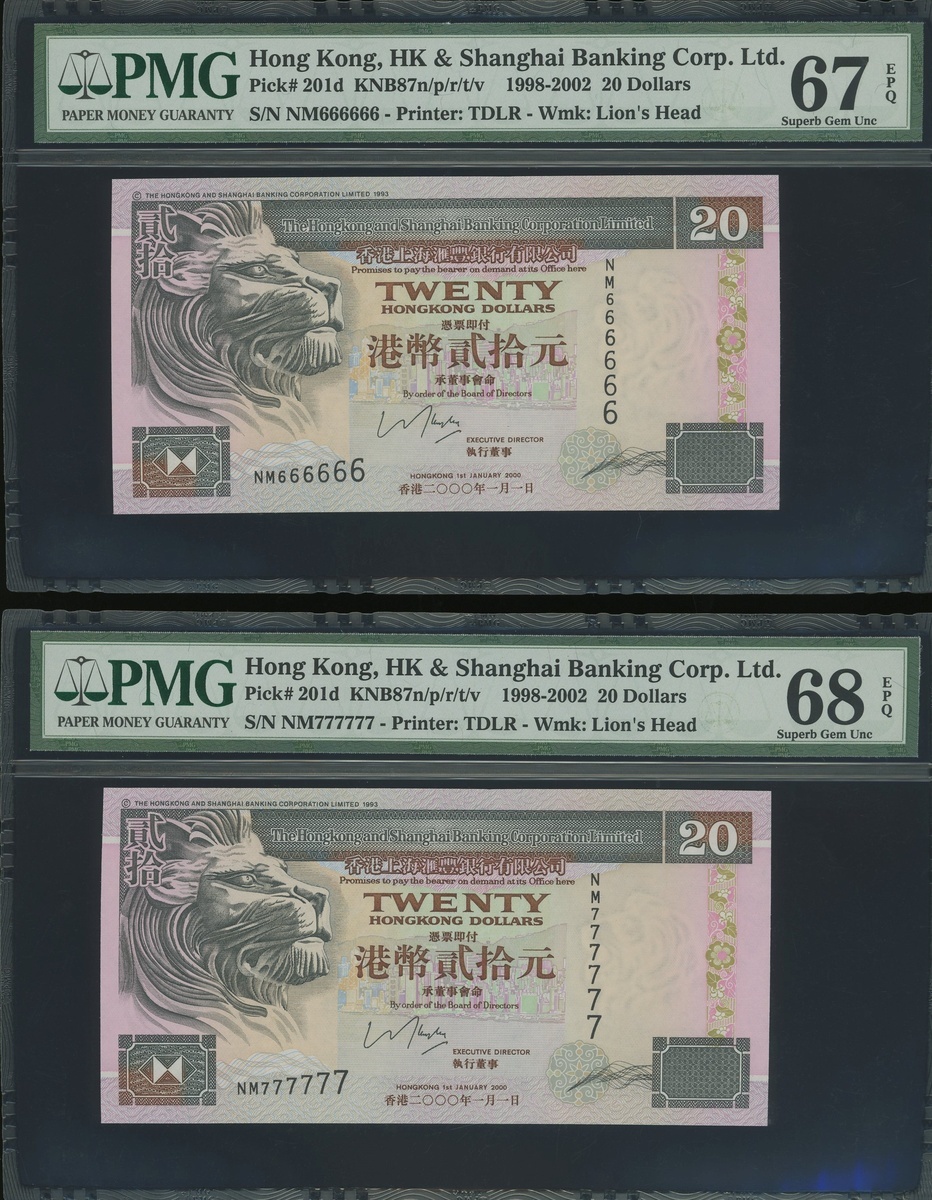 PMG
PAPER MONEY GUARANTY
Hong Kong, HK & Shanghai Banking Corp. Ltd.
Pick# 201d KNB87n/p/r/t/v 1998-2002 20 Dollars
S/N NM666666 - Printer: TDLR - Wmk: Lion's Head
67
EPQ
Superb Gem Unc
© THE HONGKONG AND SHANGHAI BANKING CORPORATION LIMITED 1993
貳拾
The Hongkong and Shanghai Banking Corporation Limited
20
香港上海滙豐銀行有限公司
Promises to pay the bearer on demand at its Office here
TWENTY
HONGKONG DOLLARS
憑票即付
港幣貳拾元
承董事會命
By order of the Board of Directors
NM666666
EXECUTIVE DIRECTOR
執行董事
NM666666
HONGKONG 1st JANUARY 2000
香港二〇〇〇年一月一日
PMG
PAPER MONEY GUARANTY
Hong Kong, HK & Shanghai Banking Corp. Ltd.
Pick# 201d KNB87n/p/r/t/v 1998-2002 20 Dollars
S/N NM777777 - Printer: TDLR - Wmk: Lion's Head
68
EPQ
Superb Gem Unc
© THE HONGKONG AND SHANGHAI BANKING CORPORATION LIMITED 1993
貳拾
The Hongkong and Shanghai Banking Corporation Limited
20
香港上海滙豐銀行有限公司
Promises to pay the bearer on demand at its Office here
TWENTY
HONGKONG DOLLARS
憑票即付
港幣貳拾元
承董事會命
By order of the Board of Directors
NM777777
EXECUTIVE DIRECTOR
執行董事
NM777777
HONGKONG 1st JANUARY 2000
香港二〇〇〇年一月一日